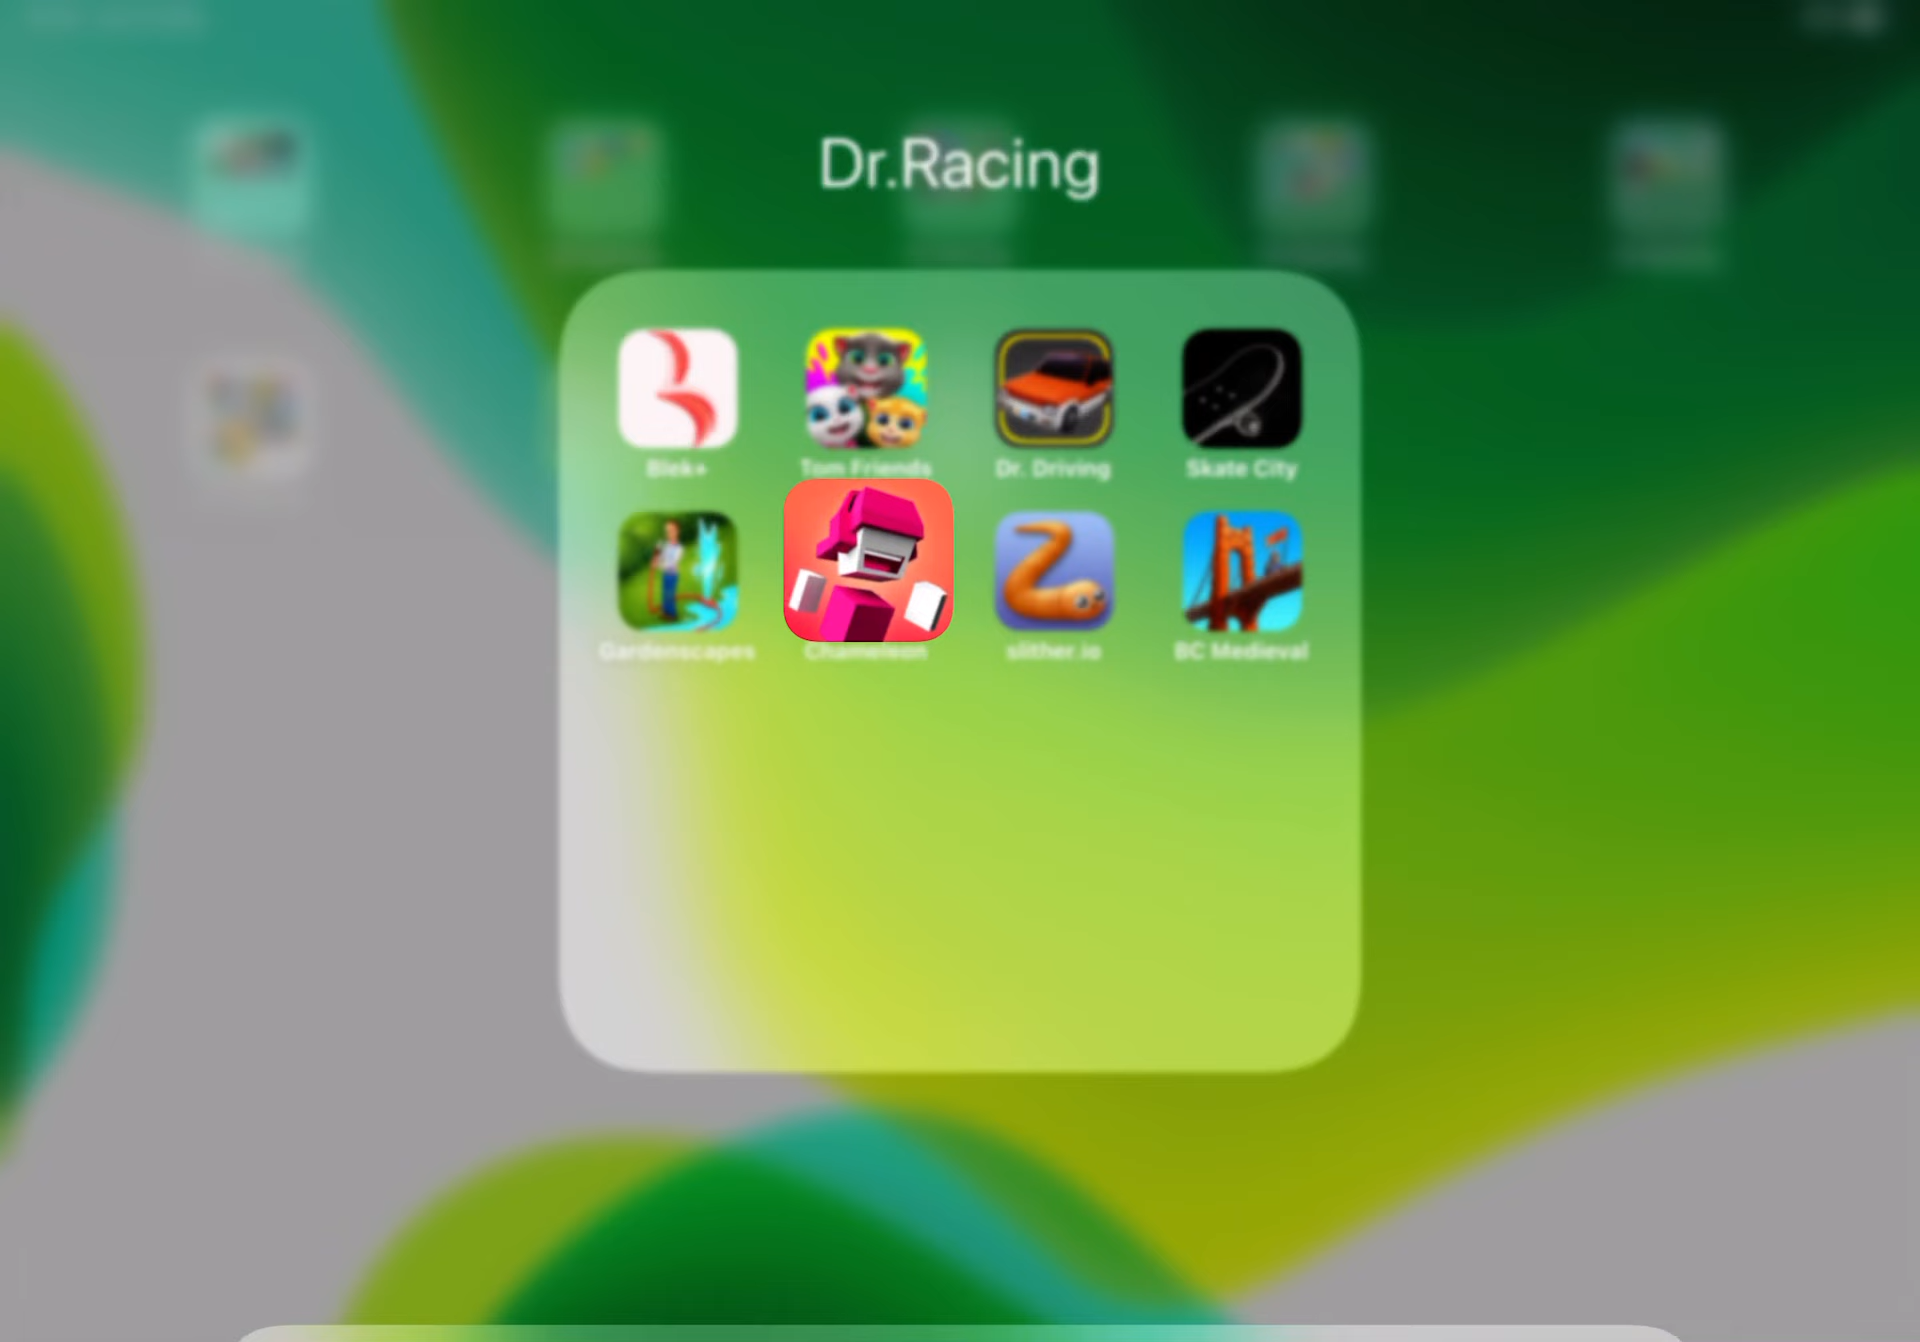 Dr.Racing
Blek+
Tom Friends
Dr. Driving
Skate City
Gardenscapes
Chameleon
slither.io
BC Medieval